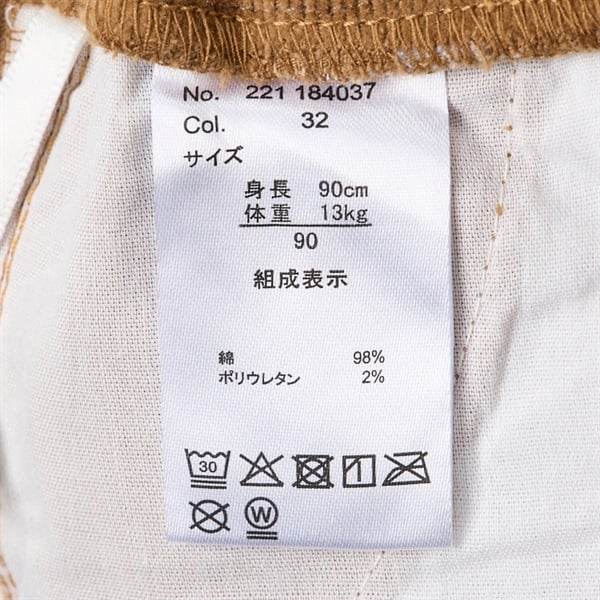 No. 221 184037
Col. 32
サイズ
身長 90cm
体重 13kg
90
組成表示
綿 98%
ポリウレタン 2%
30
W